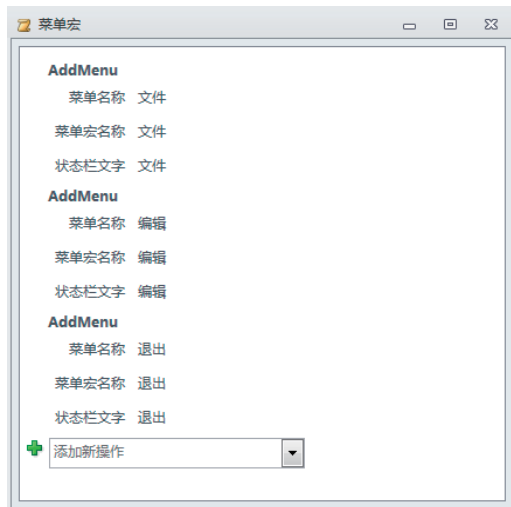 菜单宏
AddMenu
菜单名称 文件
菜单宏名称 文件
状态栏文字 文件
AddMenu
菜单名称 编辑
菜单宏名称 编辑
状态栏文字 编辑
AddMenu
菜单名称 退出
菜单宏名称 退出
状态栏文字 退出
添加新操作